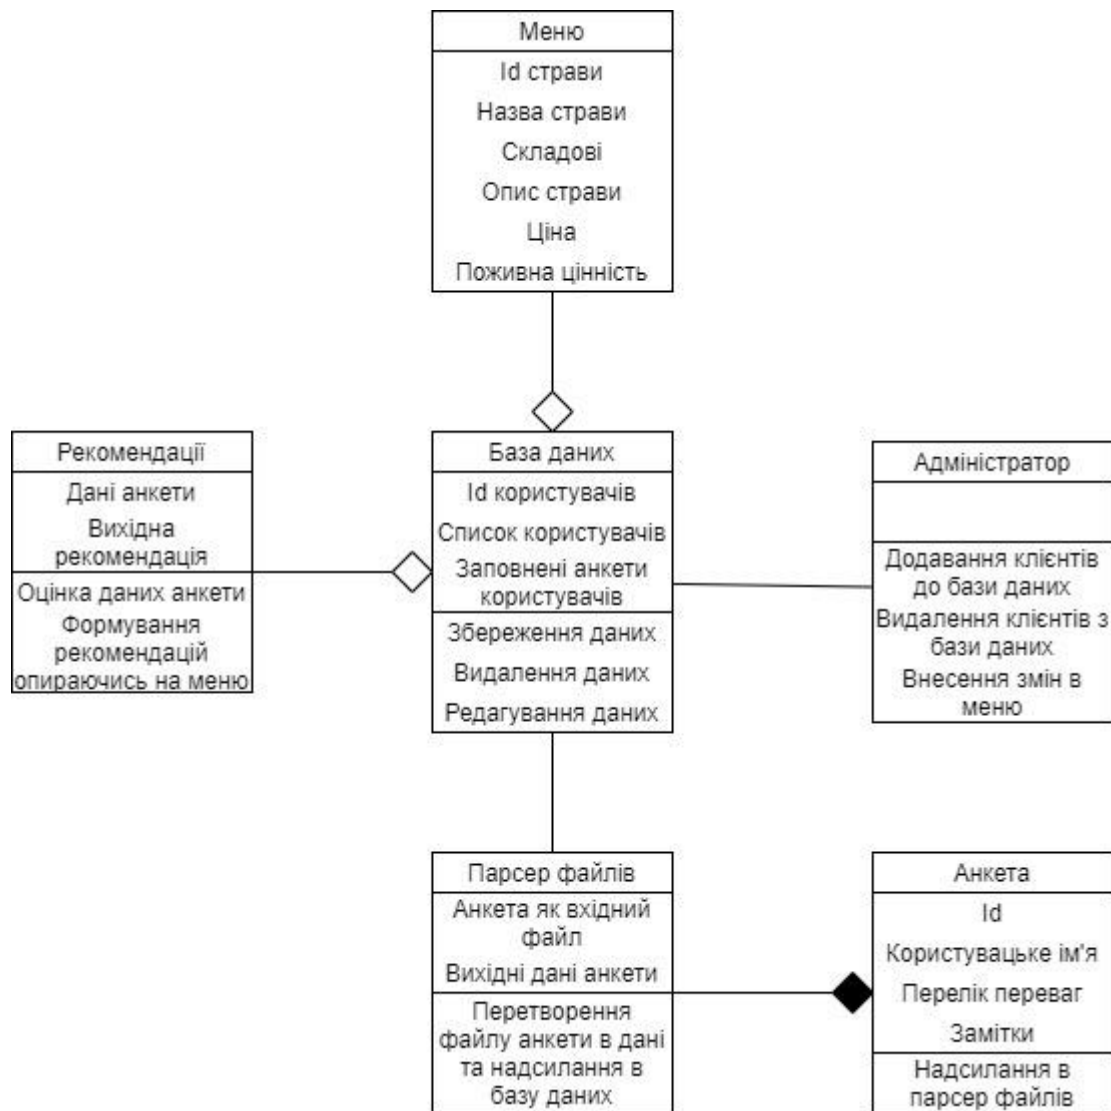 Меню
Id страви
Назва страви
Складові
Опис страви
Ціна
Поживна цінність
Рекомендації
Дані анкети
Вихідна
рекомендація
Оцінка даних анкети
Формування
рекомендацій
опираючись на меню
База даних
Id користувачів
Список користувачів
Заповнені анкети
користувачів
Збереження даних
Видалення даних
Редагування даних
Адміністратор
Додавання клієнтів
до бази даних
Видалення клієнтів з
бази даних
Внесення змін в
меню
Парсер файлів
Анкета як вхідний
файл
Вихідні дані анкети
Перетворення
файлу анкети в дані
та надсилання в
базу даних
Анкета
Id
Користувацьке ім'я
Перелік переваг
Замітки
Надсилання в
парсер файлів